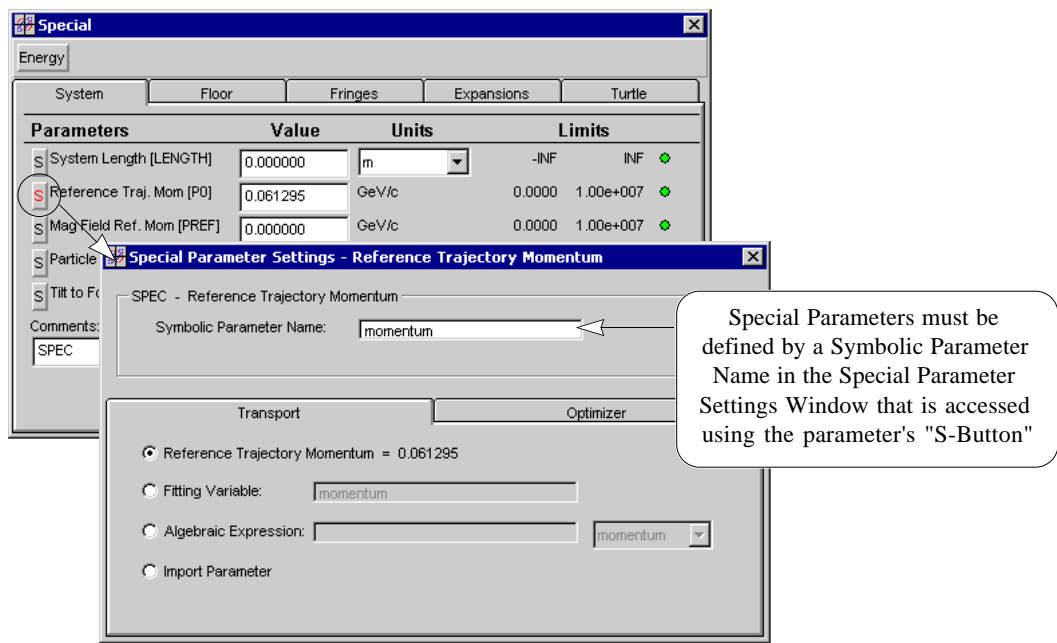 Special
Energy
System Floor Fringes Expansions Turtle
Parameters Value Units Limits
S System Length [LENGTH] 0.000000 m -INF INF
S Reference Traj. Mom [P0] 0.061295 GeV/c 0.0000 1.00e+007
S Mag Field Ref. Mom [PREF] 0.000000 GeV/c 0.0000 1.00e+007
S Particle
S Tilt to Fo
Comments:
SPEC
Special Parameter Settings - Reference Trajectory Momentum
SPEC - Reference Trajectory Momentum
Symbolic Parameter Name: momentum
Transport Optimizer
Reference Trajectory Momentum = 0.061295
Fitting Variable: momentum
Algebraic Expression: momentum
Import Parameter
Special Parameters must be
defined by a Symbolic Parameter
Name in the Special Parameter
Settings Window that is accessed
using the parameter's "S-Button"